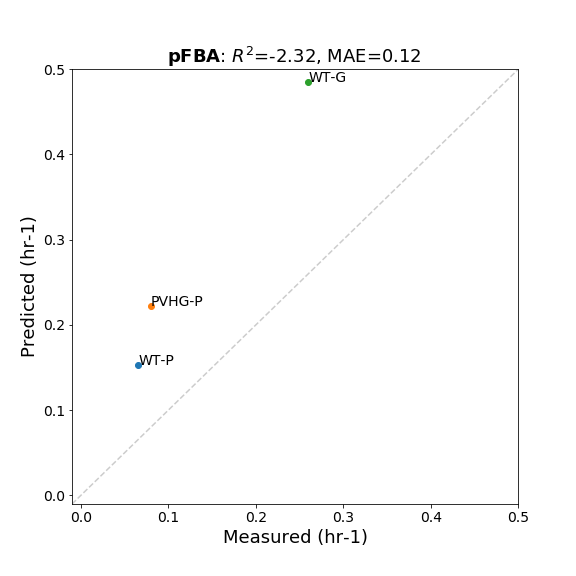 pFBA: R²=-2.32, MAE=0.12
0.5
WT-G
0.4
0.3
PVHG-P
0.2
WT-P
0.1
0.0
0.0 0.1 0.2 0.3 0.4 0.5
Predicted (hr-1)
Measured (hr-1)